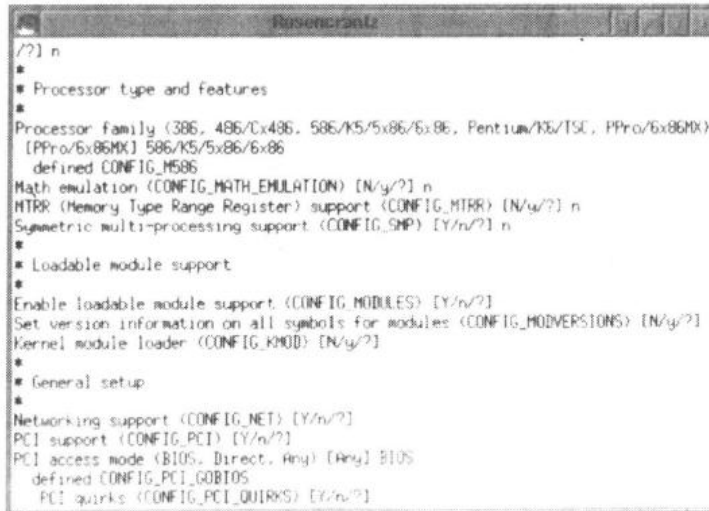 Rosencrantz
/?] n
*
* Processor type and features
*
Processor family (386, 486/Cx486, 586/K5/5x86/6x86, Pentium/K6/TSC, PPro/6x86MX)
[PPro/6x86MX] 586/K5/5x86/6x86
defined CONFIG_M586
Math emulation (CONFIG_MATH_EMULATION) [N/y/?] n
MTRR (Memory Type Range Register) support (CONFIG_MTRR) [N/y/?] n
Symmetric multi-processing support (CONFIG_SMP) [Y/n/?] n
*
* Loadable module support
*
Enable loadable module support (CONFIG_MODULES) [Y/n/?]
Set version information on all symbols for modules (CONFIG_MODVERSIONS) [N/y/?]
Kernel module loader (CONFIG_KMOD) [N/y/?]
*
* General setup
*
Networking support (CONFIG_NET) [Y/n/?]
PCI support (CONFIG_PCI) [Y/n/?]
PCI access mode (BIOS, Direct, Any) [Any] BIOS
defined CONFIG_PCI_GOBIOS
PCI quirks (CONFIG_PCI_QUIRKS) [Y/n/?]